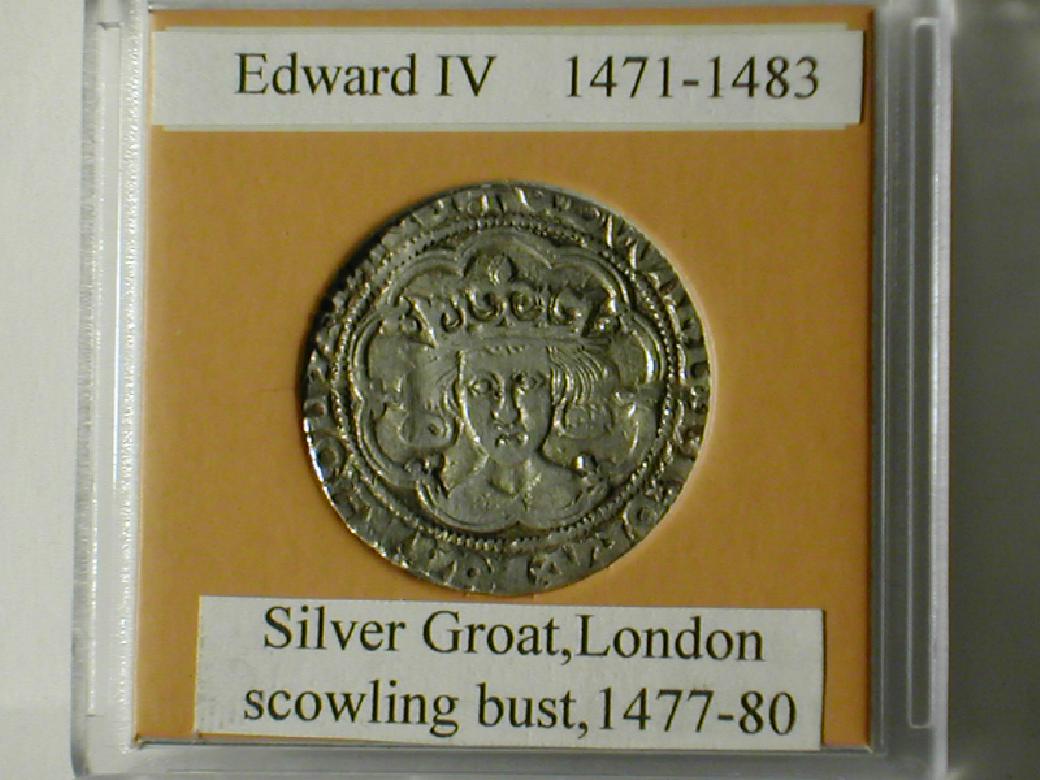 Edward IV 1471-1483
Silver Groat,London
scowling bust,1477-80